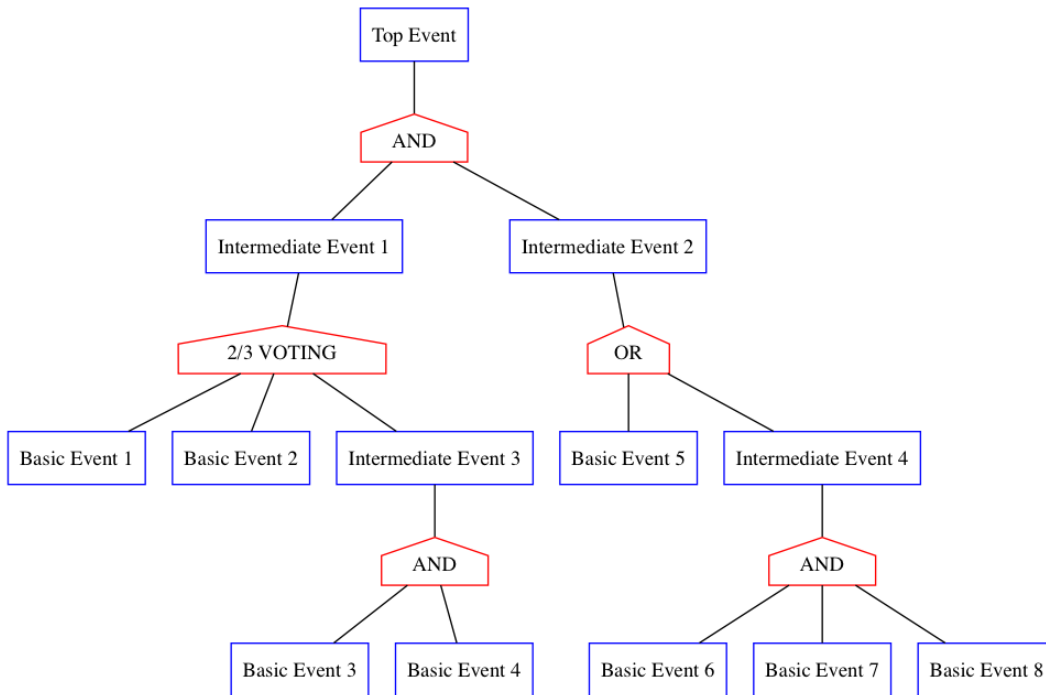 Top Event
AND
Intermediate Event 1
Intermediate Event 2
2/3 VOTING
OR
Basic Event 1
Basic Event 2
Intermediate Event 3
Basic Event 5
Intermediate Event 4
AND
AND
Basic Event 3
Basic Event 4
Basic Event 6
Basic Event 7
Basic Event 8